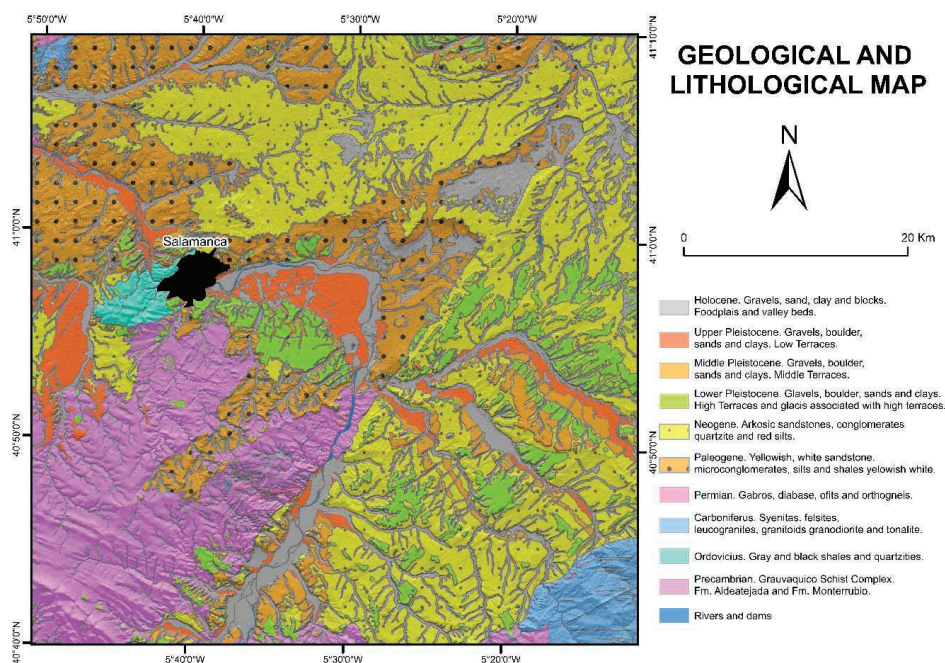 5°50'0"W
5°40'0"W
5°30'0"W
5°20'0"W
41°10'0"N
41°0'0"N
41°0'0"N
40°50'0"N
40°50'0"N
40°40'0"N
5°40'0"W
5°30'0"W
5°20'0"W
Salamanca
GEOLOGICAL AND
LITHOLOGICAL MAP
N
0
20 Km
Holocene. Gravels, sand, clay and blocks.
Foodplais and valley beds.
Upper Pleistocene. Gravels, boulder,
sands and clays. Low Terraces.
Middle Pleistocene. Gravels, boulder,
sands and clays. Middle Terraces.
Lower Pleistocene. Glavels, boulder, sands and clays.
High Terraces and glacis associated with high terraces.
Neogene. Arkosic sandstones, conglomerates
quartzite and red silts.
Paleogene. Yellowish, white sandstone,
microconglomerates, silts and shales yelowish white.
Permian. Gabros, diabase, ofits and orthogneis.
Carboniferus. Syenitas. felsites,
leucogranites, granitoids granodiorite and tonalite.
Ordovicius. Gray and black shales and quartzities.
Precambrian. Grauvaquico Schist Complex.
Fm. Aldeatejada and Fm. Monterrubio.
Rivers and dams